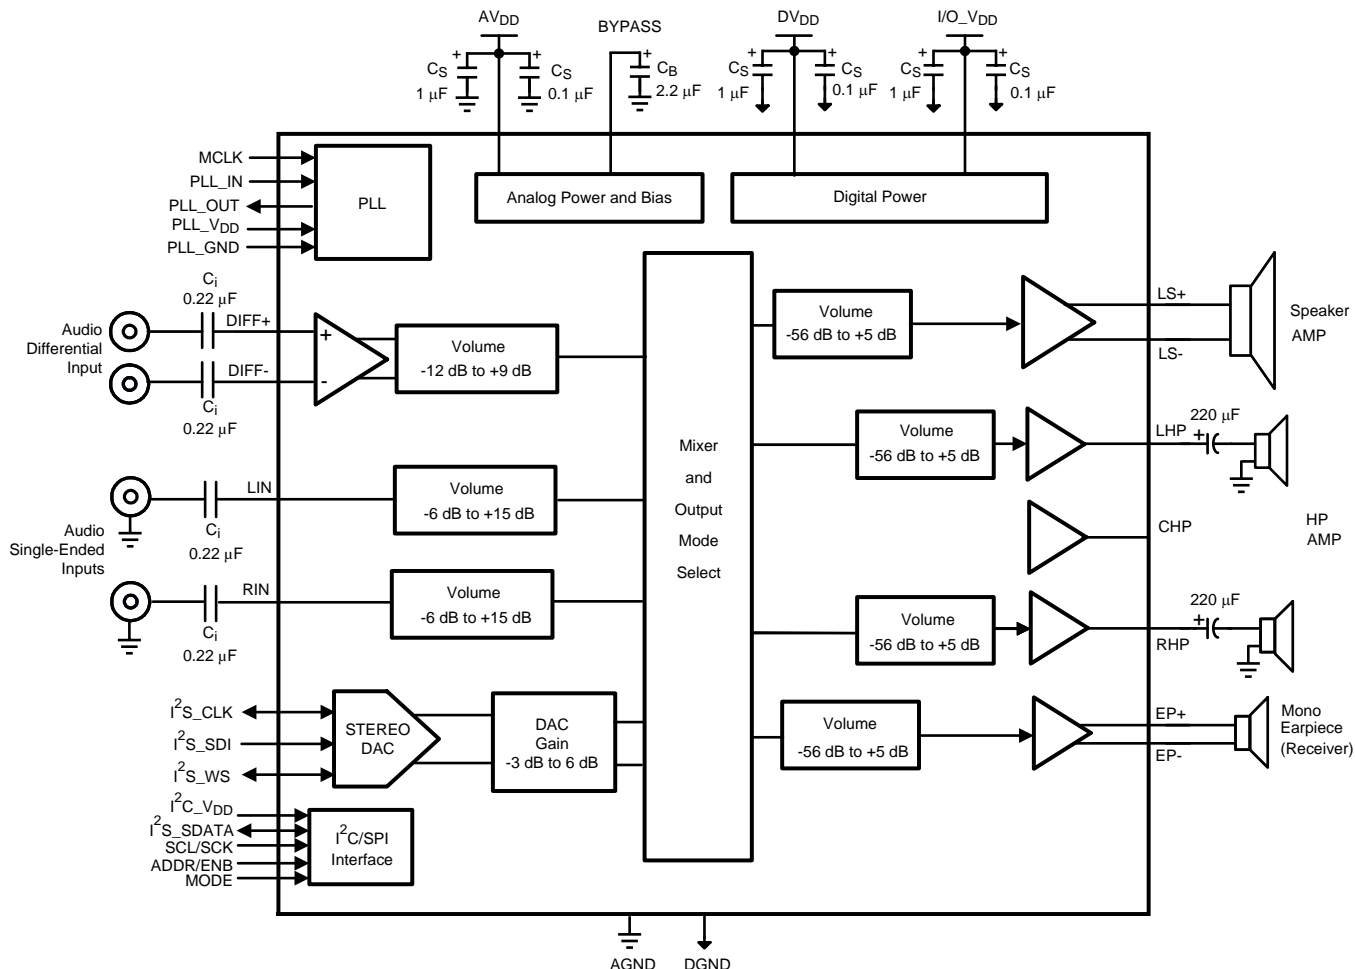 AVDD
BYPASS
DVDD
I/O_VDD
+
+
+
+
+
+
+
CS
1 µF
CS
0.1 µF
CB
2.2 µF
CS
1 µF
CS
0.1 µF
CS
1 µF
CS
0.1 µF
MCLK
PLL_IN
PLL_OUT
PLL_VDD
PLL_GND
PLL
Analog Power and Bias
Digital Power
Ci
0.22 µF
Audio
Differential
Input
DIFF+
DIFF-
+
-
Ci
0.22 µF
Volume
-12 dB to +9 dB
Audio
Single-Ended
Inputs
LIN
Ci
0.22 µF
Volume
-6 dB to +15 dB
RIN
Ci
0.22 µF
Volume
-6 dB to +15 dB
I2S_CLK
I2S_SDI
I2S_WS
STEREO
DAC
DAC
Gain
-3 dB to 6 dB
I2C_VDD
I2S_SDATA
SCL/SCK
ADDR/ENB
MODE
I2C/SPI
Interface
Mixer
and
Output
Mode
Select
Volume
-56 dB to +5 dB
LS+
LS-
Speaker
AMP
Volume
-56 dB to +5 dB
LHP
220 µF
+
CHP
HP
AMP
Volume
-56 dB to +5 dB
RHP
220 µF
+
Volume
-56 dB to +5 dB
EP+
EP-
Mono
Earpiece
(Receiver)
AGND
DGND